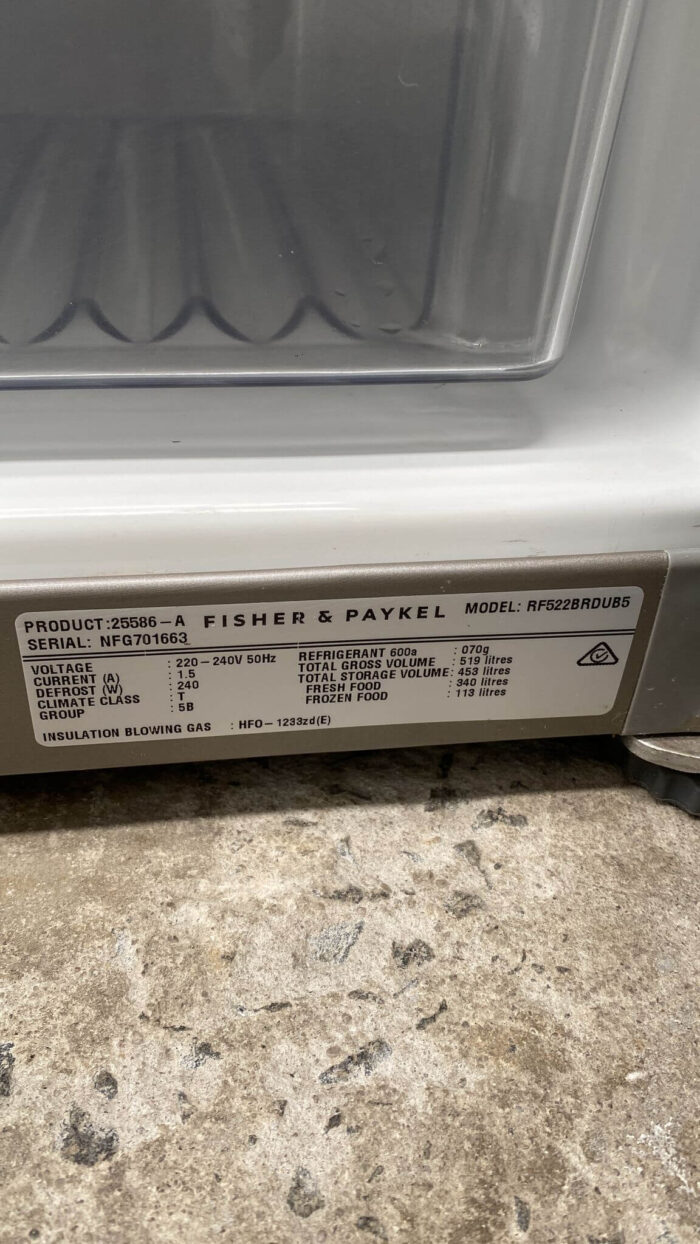 PRODUCT:25586-A FISHER & PAYKEL MODEL: RF522BRDUB5
SERIAL: NFG701663
VOLTAGE : 220-240V 50Hz
CURRENT (A) : 1.5
DEFROST (W) : 240
CLIMATE CLASS : T
GROUP : 5B
REFRIGERANT 600a : 070g
TOTAL GROSS VOLUME : 519 litres
TOTAL STORAGE VOLUME: 453 litres
FRESH FOOD : 340 litres
FROZEN FOOD : 113 litres
INSULATION BLOWING GAS : HFO-1233zd(E)